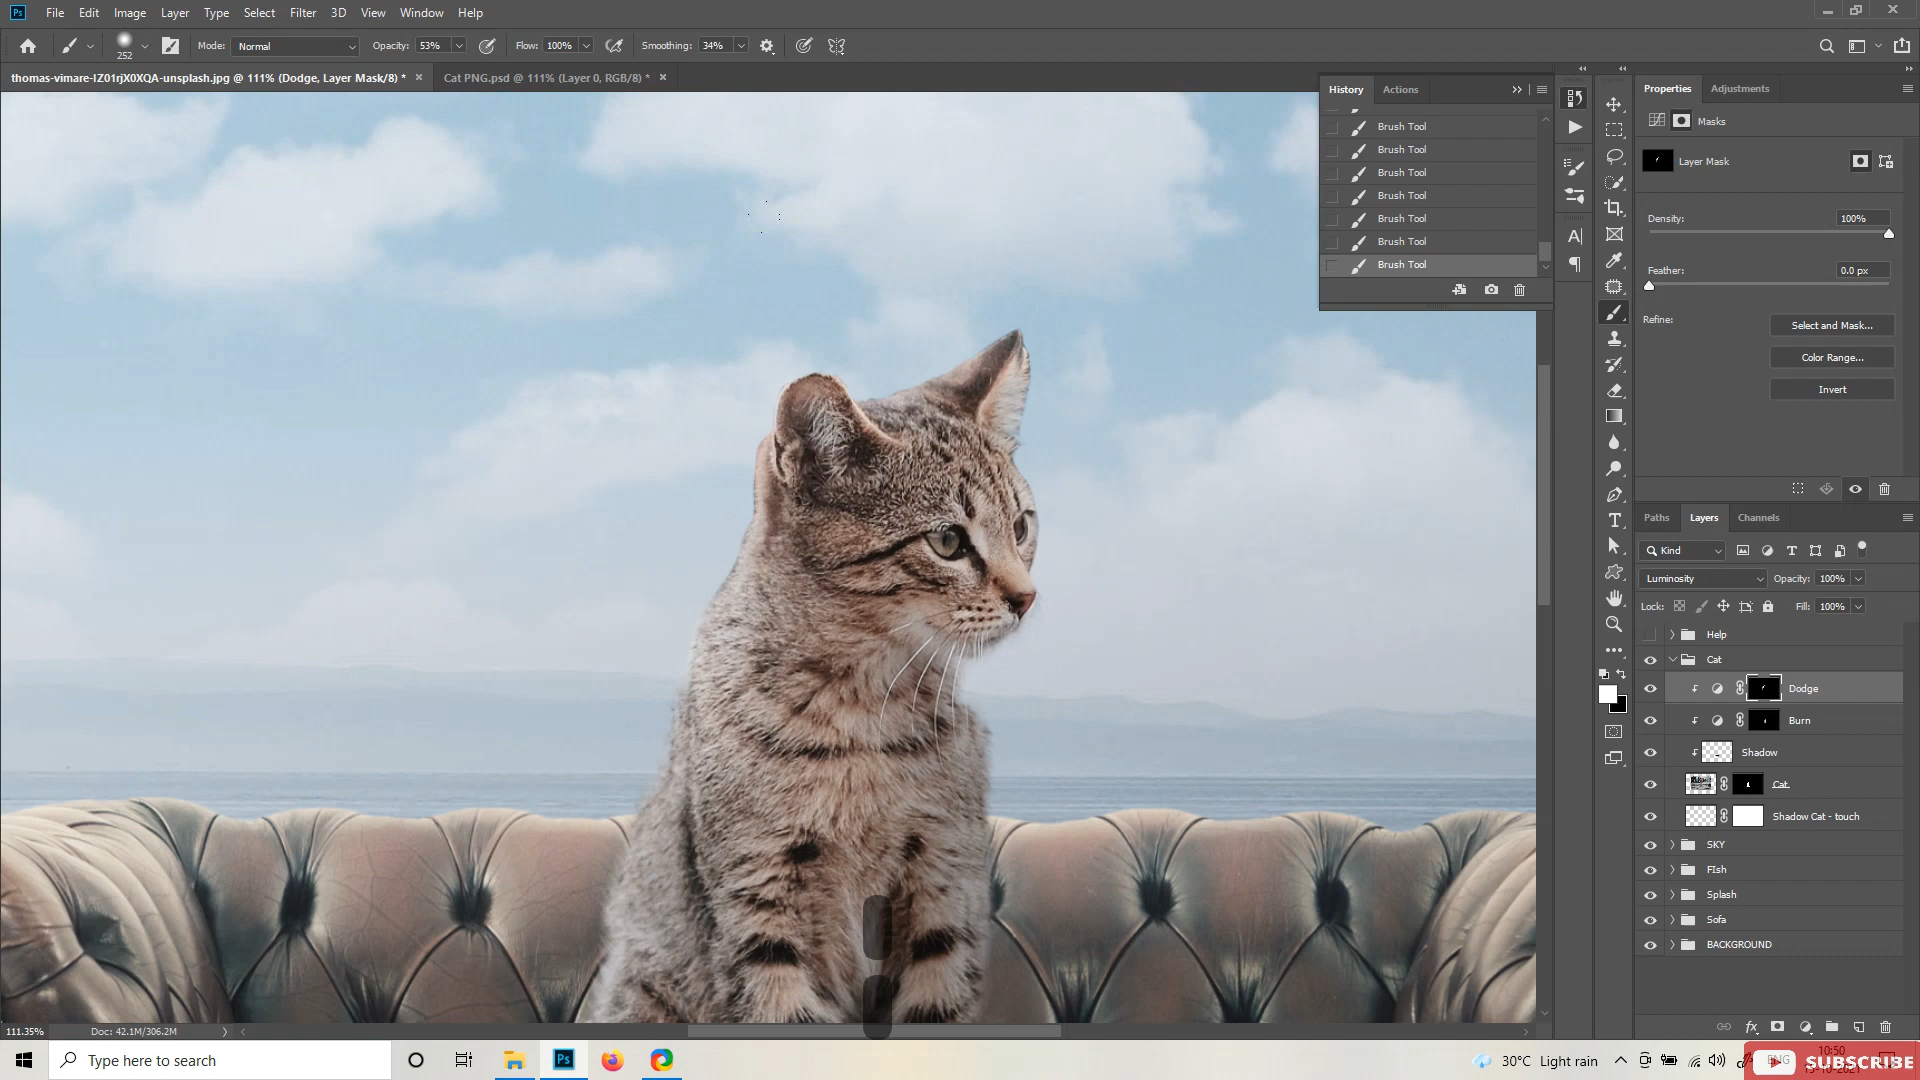 Ps File Edit Image Layer Type Select Filter 3D View Window Help
252 Mode: Normal Opacity: 53% Flow: 100% Smoothing: 34%
thomas-vimare-IZ01rjX0XQA-unsplash.jpg @ 111% (Dodge, Layer Mask/8) * × Cat PNG.psd @ 111% (Layer 0, RGB/8) * ×
History Actions
Brush Tool
Brush Tool
Brush Tool
Brush Tool
Brush Tool
Brush Tool
Brush Tool
Properties Adjustments
Masks
Layer Mask
Density: 100%
Feather: 0.0 px
Refine: Select and Mask...
Color Range...
Invert
Paths Layers Channels
Kind
Luminosity Opacity: 100%
Lock: Fill: 100%
Help
Cat
Dodge
Burn
Shadow
Cat
Shadow Cat - touch
SKY
FIsh
Splash
Sofa
BACKGROUND
111.35% Doc: 42.1M/306.2M
Type here to search
Ps
30°C Light rain
ENG
10:50
SUBSCRIBE